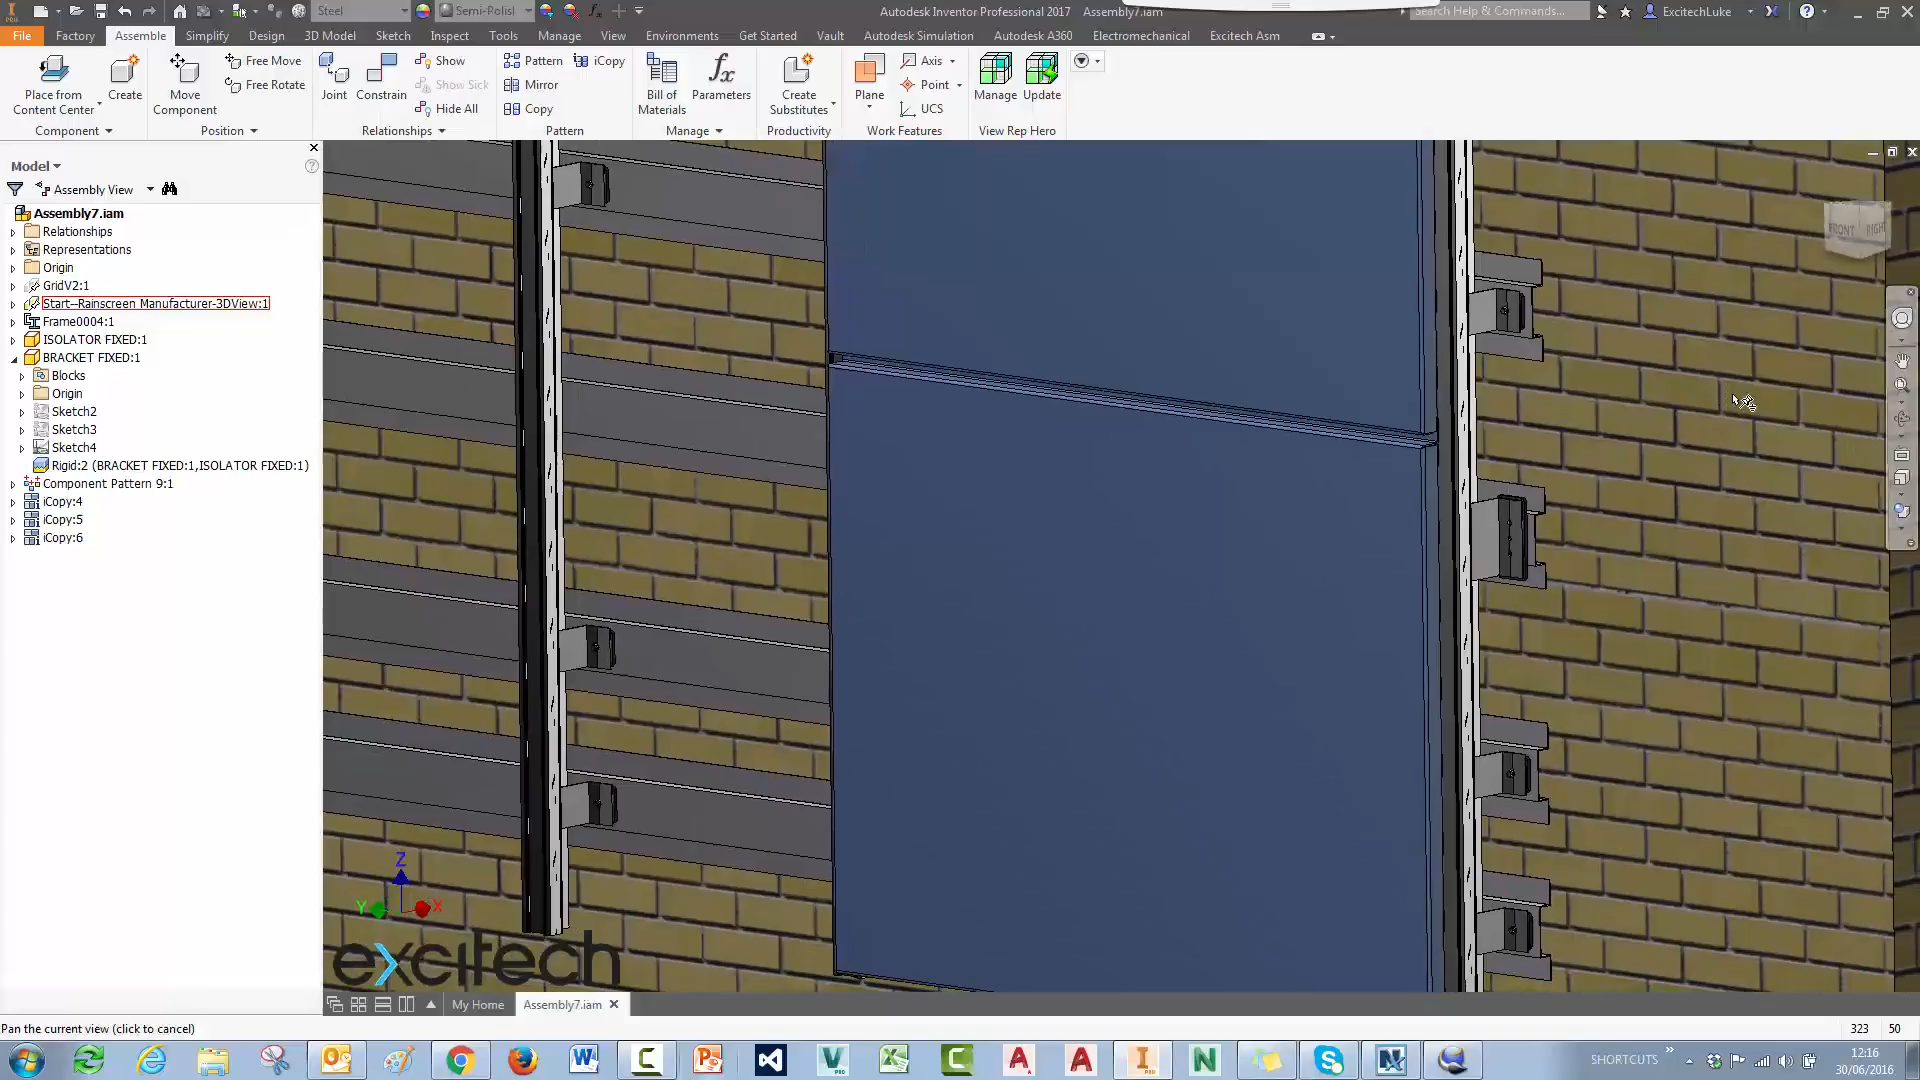 Steel
Semi-Polisl
Autodesk Inventor Professional 2017 Assembly7.iam
Search Help & Commands...
ExcitechLuke
File Factory Assemble Simplify Design 3D Model Sketch Inspect Tools Manage View Environments Get Started Vault Autodesk Simulation Autodesk A360 Electromechanical Excitech Asm
Place from Content Center
Create
Move Component
Free Move
Free Rotate
Joint
Constrain
Show
Show Sick
Hide All
Pattern
iCopy
Mirror
Copy
Bill of Materials
fx
Parameters
Create Substitutes
Plane
Axis
Point
UCS
Manage
Update
Component
Position
Relationships
Pattern
Manage
Productivity
Work Features
View Rep Hero
Model
Assembly View
Assembly7.iam
Relationships
Representations
Origin
GridV2:1
Start--Rainscreen Manufacturer-3DView:1
Frame0004:1
ISOLATOR FIXED:1
BRACKET FIXED:1
Blocks
Origin
Sketch2
Sketch3
Sketch4
Rigid:2 (BRACKET FIXED:1,ISOLATOR FIXED:1)
Component Pattern 9:1
iCopy:4
iCopy:5
iCopy:6
FRONT RIGHT
Z
Y
X
excitech
My Home
Assembly7.iam
Pan the current view (click to cancel)
323 50
SHORTCUTS
12:16
30/06/2016